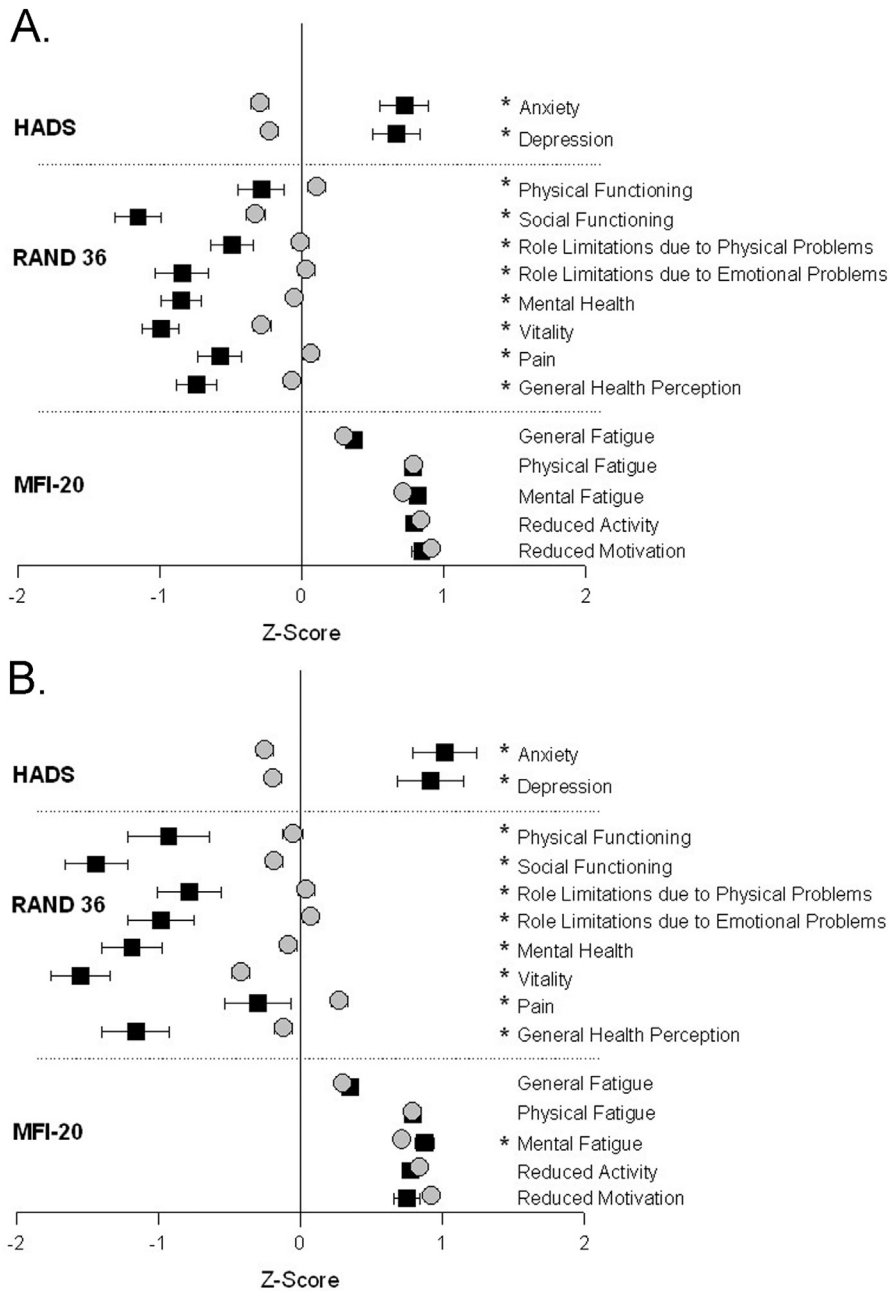 A.
HADS
* Anxiety
* Depression
RAND 36
* Physical Functioning
* Social Functioning
* Role Limitations due to Physical Problems
* Role Limitations due to Emotional Problems
* Mental Health
* Vitality
* Pain
* General Health Perception
MFI-20
General Fatigue
Physical Fatigue
Mental Fatigue
Reduced Activity
Reduced Motivation
-2 -1 0 1 2
Z-Score
B.
HADS
* Anxiety
* Depression
RAND 36
* Physical Functioning
* Social Functioning
* Role Limitations due to Physical Problems
* Role Limitations due to Emotional Problems
* Mental Health
* Vitality
* Pain
* General Health Perception
MFI-20
General Fatigue
Physical Fatigue
* Mental Fatigue
Reduced Activity
Reduced Motivation
-2 -1 0 1 2
Z-Score